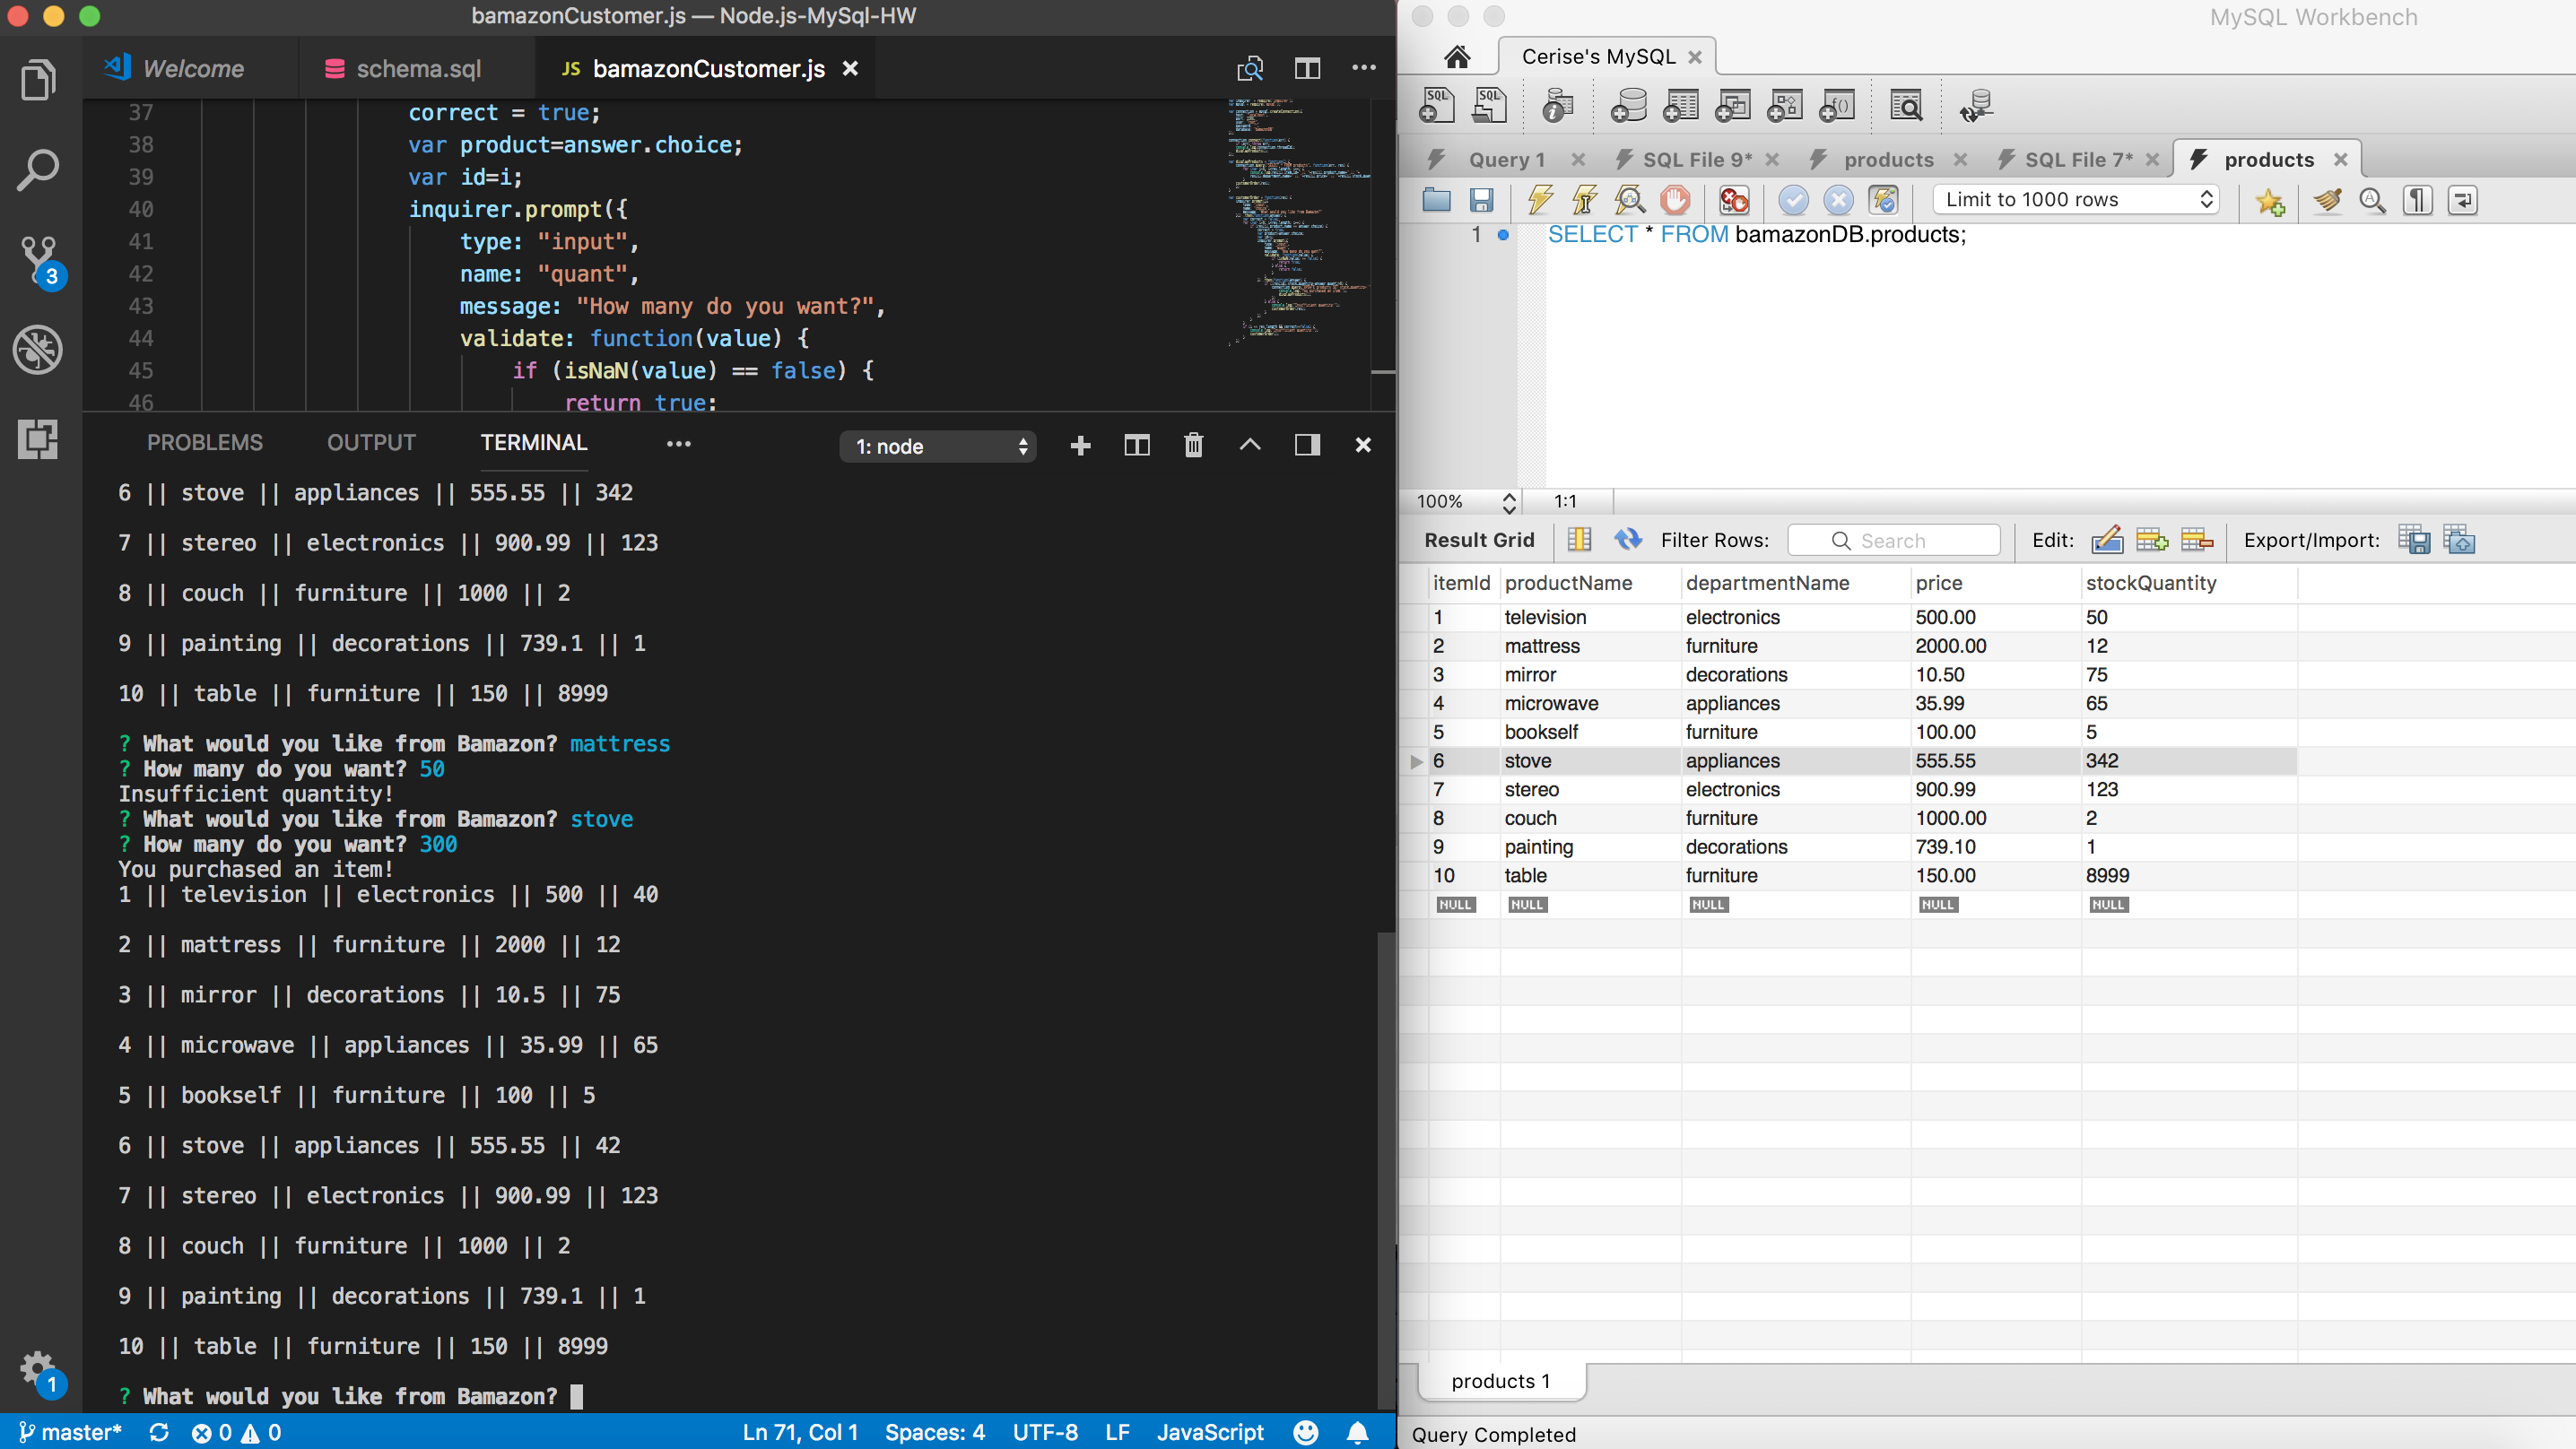 bamazonCustomer.js — Node.js-MySql-HW
Welcome
schema.sql
JS bamazonCustomer.js
37 correct = true;
38 var product=answer.choice;
39 var id=i;
40 inquirer.prompt({
41 type: "input",
42 name: "quant",
43 message: "How many do you want?",
44 validate: function(value) {
45 if (isNaN(value) == false) {
46 return true;
3
PROBLEMS OUTPUT TERMINAL ••• 1: node
6 || stove || appliances || 555.55 || 342
7 || stereo || electronics || 900.99 || 123
8 || couch || furniture || 1000 || 2
9 || painting || decorations || 739.1 || 1
10 || table || furniture || 150 || 8999
? What would you like from Bamazon? mattress
? How many do you want? 50
Insufficient quantity!
? What would you like from Bamazon? stove
? How many do you want? 300
You purchased an item!
1 || television || electronics || 500 || 40
2 || mattress || furniture || 2000 || 12
3 || mirror || decorations || 10.5 || 75
4 || microwave || appliances || 35.99 || 65
5 || bookself || furniture || 100 || 5
6 || stove || appliances || 555.55 || 42
7 || stereo || electronics || 900.99 || 123
8 || couch || furniture || 1000 || 2
9 || painting || decorations || 739.1 || 1
10 || table || furniture || 150 || 8999
? What would you like from Bamazon?
1
master* 0 0 Ln 71, Col 1 Spaces: 4 UTF-8 LF JavaScript
MySQL Workbench
Cerise's MySQL
SQL SQL
Query 1 SQL File 9* products SQL File 7* products
Limit to 1000 rows
1 SELECT * FROM bamazonDB.products;
100% 1:1
Result Grid Filter Rows: Search Edit: Export/Import:
itemId productName departmentName price stockQuantity
1 television electronics 500.00 50
2 mattress furniture 2000.00 12
3 mirror decorations 10.50 75
4 microwave appliances 35.99 65
5 bookself furniture 100.00 5
6 stove appliances 555.55 342
7 stereo electronics 900.99 123
8 couch furniture 1000.00 2
9 painting decorations 739.10 1
10 table furniture 150.00 8999
NULL NULL NULL NULL NULL
products 1
Query Completed